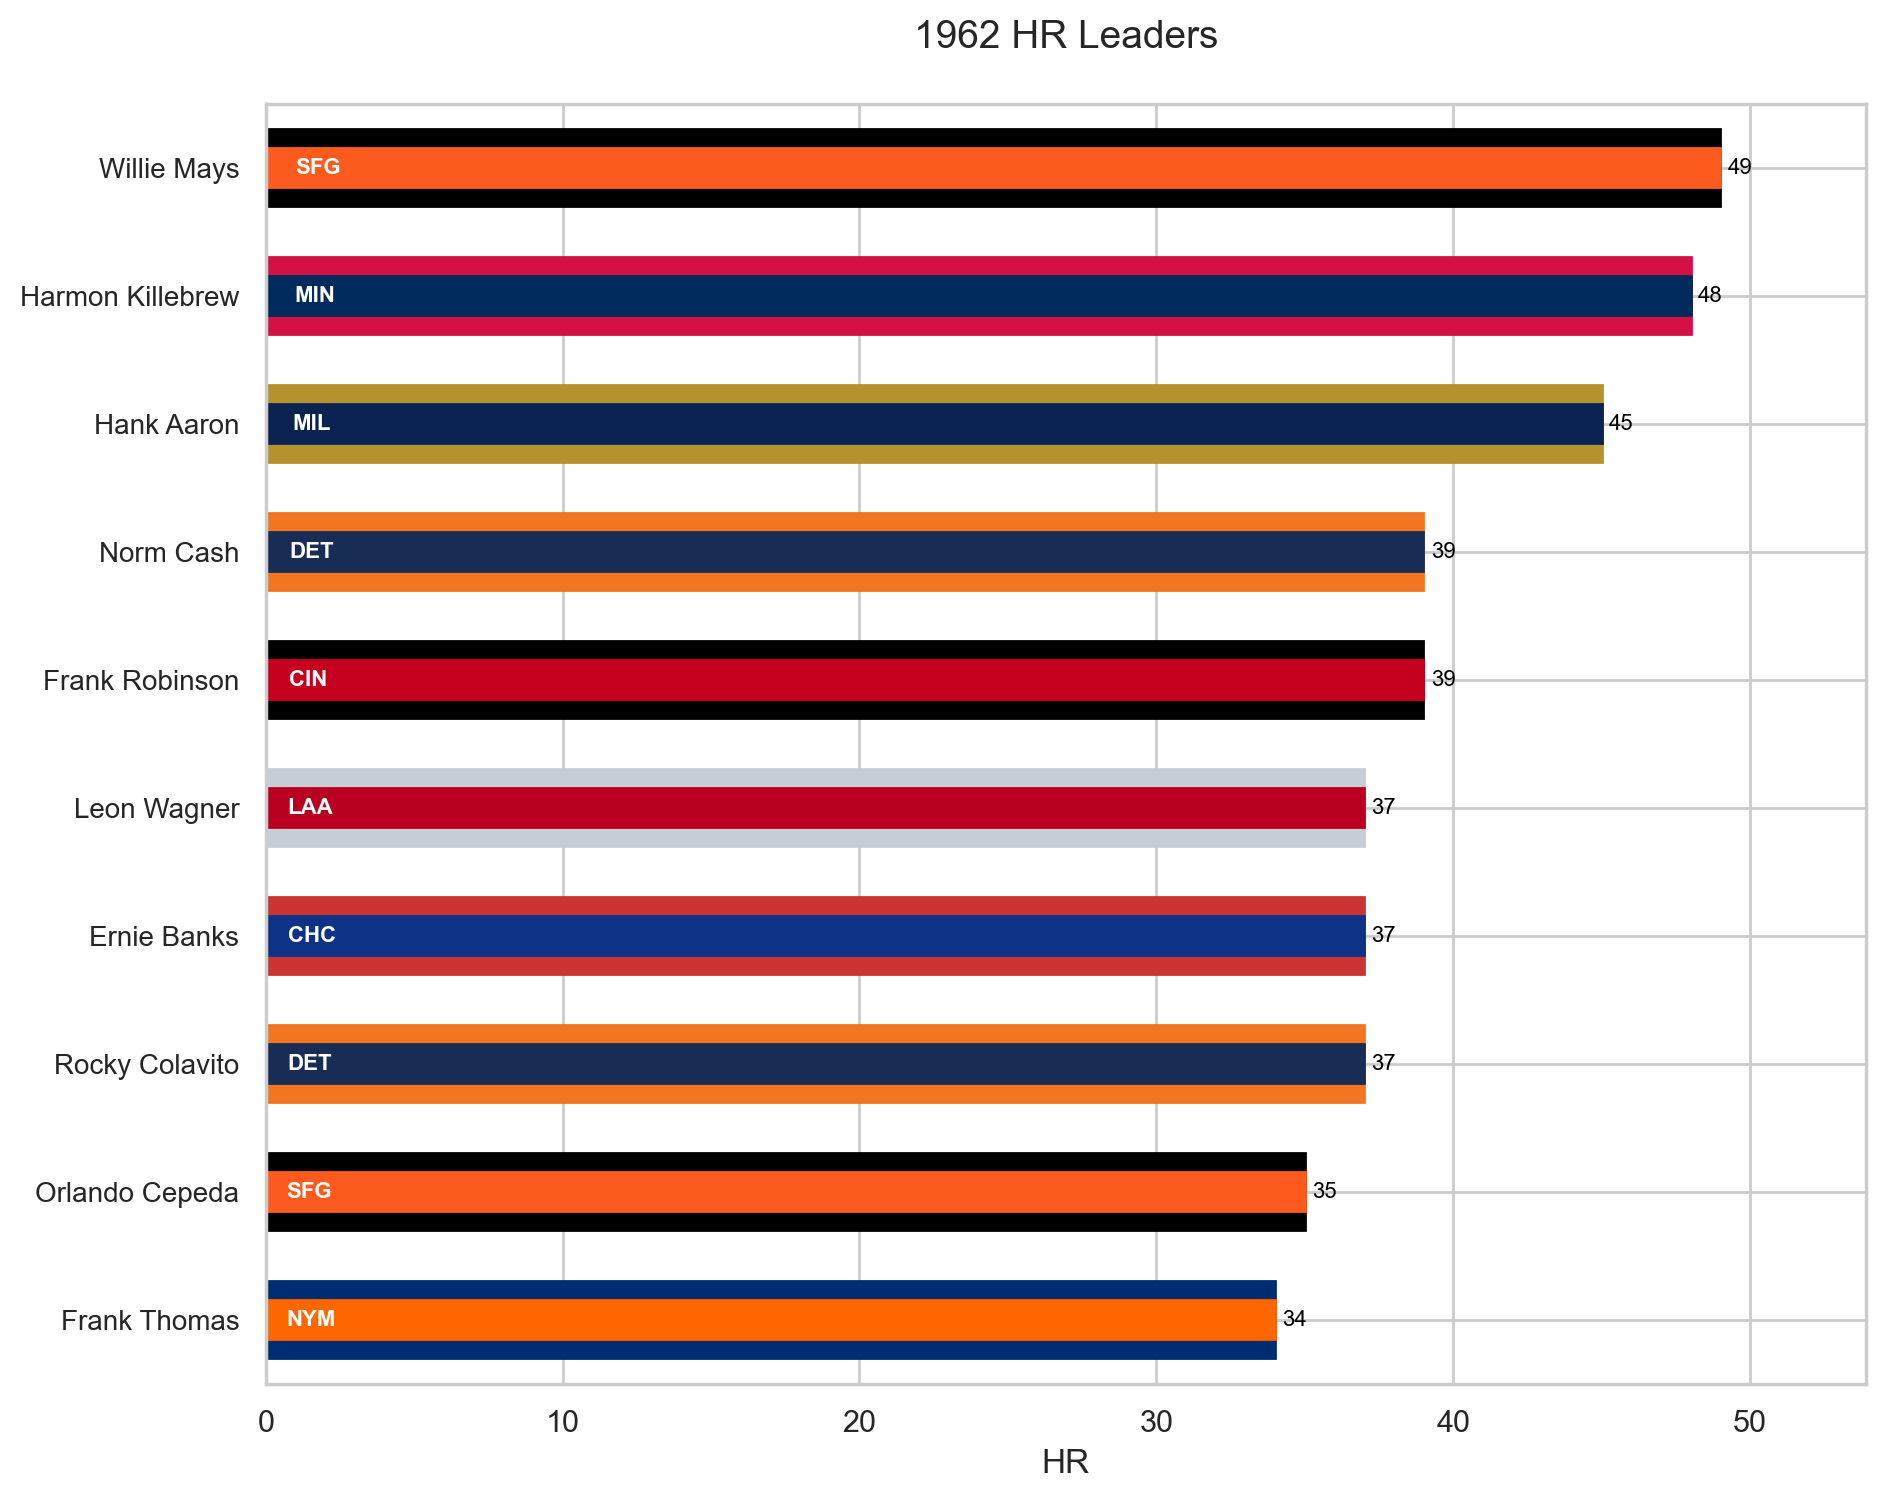 1962 HR Leaders
Willie Mays SFG 49
Harmon Killebrew MIN 48
Hank Aaron MIL 45
Norm Cash DET 39
Frank Robinson CIN 39
Leon Wagner LAA 37
Ernie Banks CHC 37
Rocky Colavito DET 37
Orlando Cepeda SFG 35
Frank Thomas NYM 34
0 10 20 30 40 50
HR